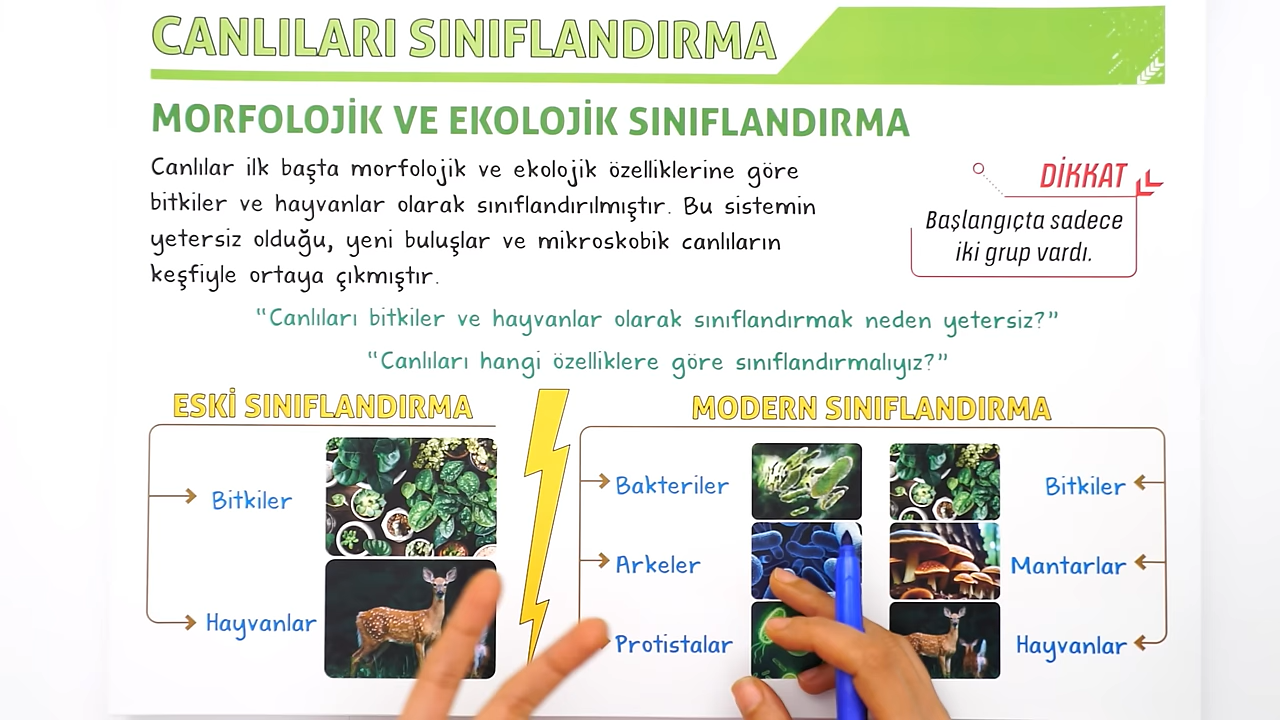 CANLILARI SINIFLANDIRMA
MORFOLOJİK VE EKOLOJİK SINIFLANDIRMA
Canlılar ilk başta morfolojik ve ekolojik özelliklerine göre
bitkiler ve hayvanlar olarak sınıflandırılmıştır. Bu sistemin
yetersiz olduğu, yeni buluşlar ve mikroskobik canlıların
keşfiyle ortaya çıkmıştır.
DİKKAT
Başlangıçta sadece
iki grup vardı.
"Canlıları bitkiler ve hayvanlar olarak sınıflandırmak neden yetersiz?"
"Canlıları hangi özelliklere göre sınıflandırmalıyız?"
ESKİ SINIFLANDIRMA
Bitkiler
Hayvanlar
MODERN SINIFLANDIRMA
Bakteriler
Arkeler
Protistalar
Bitkiler
Mantarlar
Hayvanlar